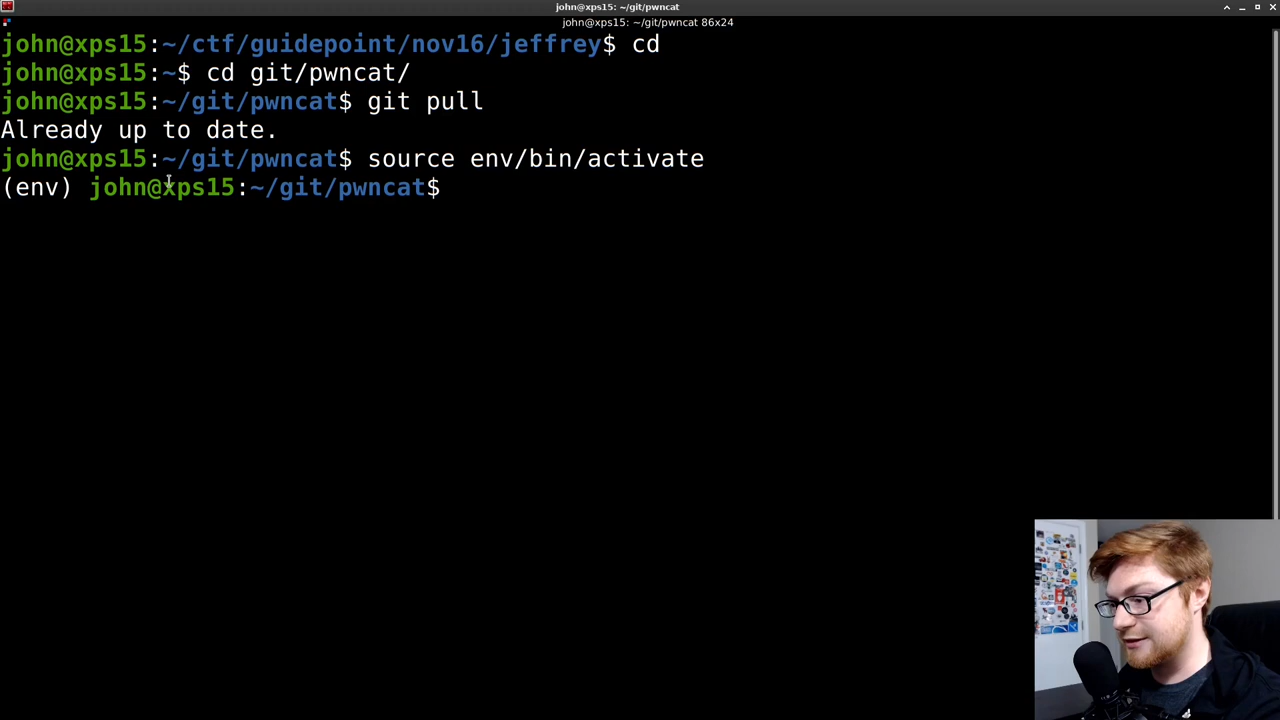 john@xps15: ~/git/pwncat
john@xps15: ~/git/pwncat 86x24
john@xps15:~/ctf/guidepoint/nov16/jeffrey$ cd
john@xps15:~$ cd git/pwncat/
john@xps15:~/git/pwncat$ git pull
Already up to date.
john@xps15:~/git/pwncat$ source env/bin/activate
(env) john@xps15:~/git/pwncat$